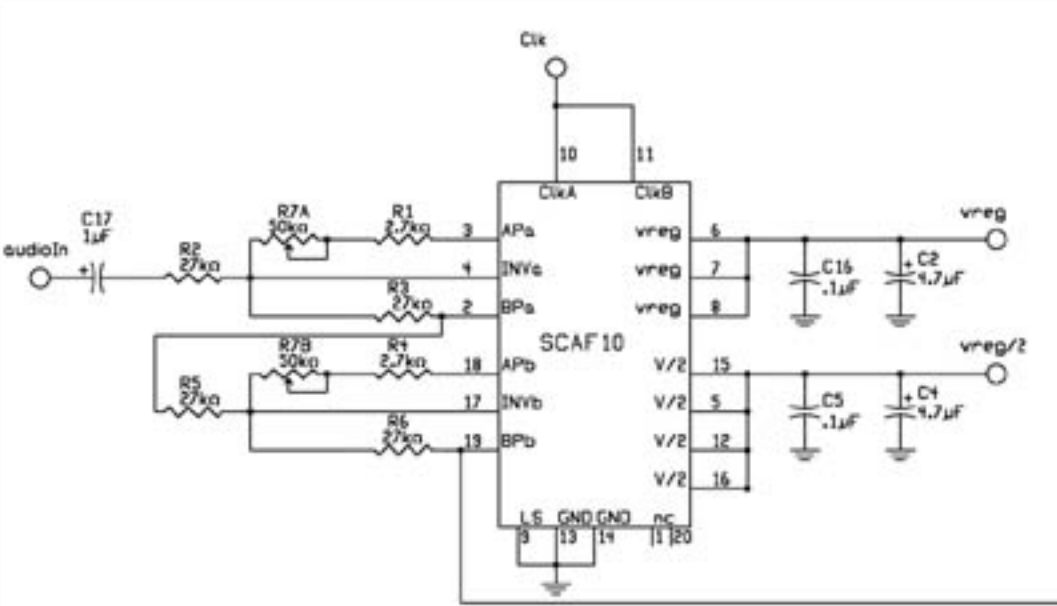 Clk
10 11
ClkA ClkB
C17
1µF
audioIn
R2
27kΩ
R7A
50kΩ
R1
2.7kΩ
3 APa
4 INVa
R3
27kΩ
2 BPa
SCAF10
R7B
50kΩ
R4
2.7kΩ
18 APb
R5
27kΩ
17 INVb
R6
27kΩ
19 BPb
vreg 6
vreg 7
vreg 8
vreg
C16
.1µF
+ C2
4.7µF
V/2 15
V/2 5
V/2 12
V/2 16
vreg/2
C5
.1µF
+ C4
4.7µF
LS GND GND nc
9 13 14 1 20